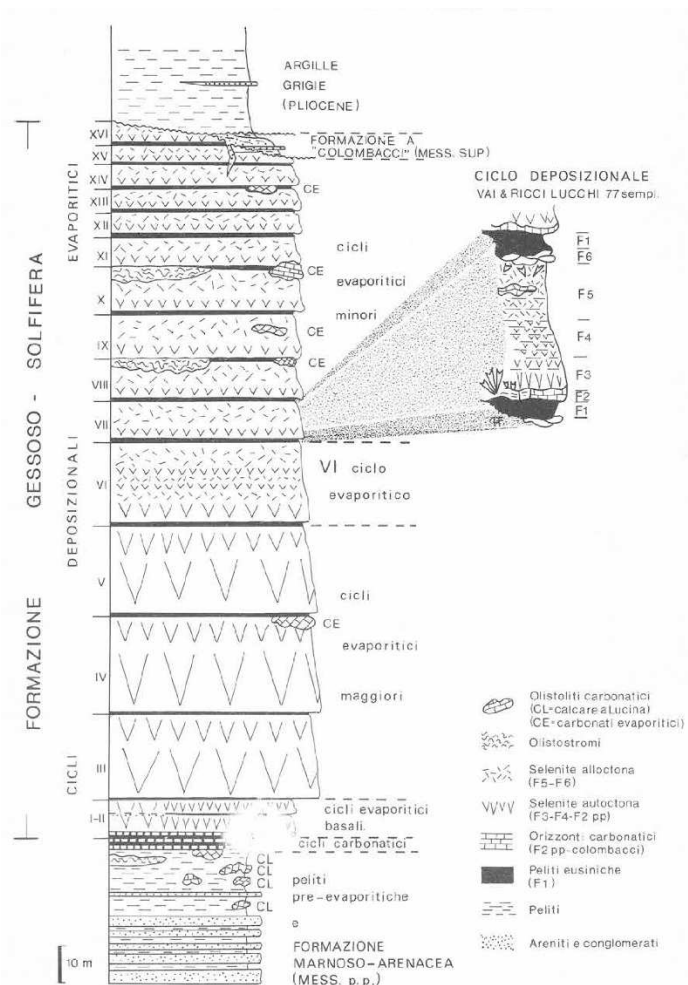 ARGILLE
GRIGIE
(PLIOCENE)
FORMAZIONE A
"COLOMBACCI" (MESS. SUP)
CICLO DEPOSIZIONALE
VAI & RICCI LUCCHI 77 sempl.
FORMAZIONE GESSOSO - SOLFIFERA
CICLI DEPOSIZIONALI EVAPORITICI
XVI
XV
XIV
XIII
XII
XI
X
IX
VIII
VII
VI
V
IV
III
I-II
CE
CE
CE
CE
CE
cicli
evaporitici
minori
F1
F6
F5
F4
F3
F2
F1
VI ciclo
evaporitico
cicli
evaporitici
maggiori
cicli evaporitici
basali
cicli carbonatici
CL
CL
CL
CL
peliti
pre-evaporitiche
e
FORMAZIONE
MARNOSO-ARENACEA
(MESS. p.p.)
10 m
Olistoliti carbonatici
(CL=calcare a Lucina)
(CE=carbonati evaporitici)
Olistostromi
Selenite alloctona
(F5-F6)
Selenite autoctona
(F3-F4-F2 pp)
Orizzonti carbonatici
(F2 pp-colombacci)
Peliti eusiniche
(F1)
Peliti
Areniti e conglomerati